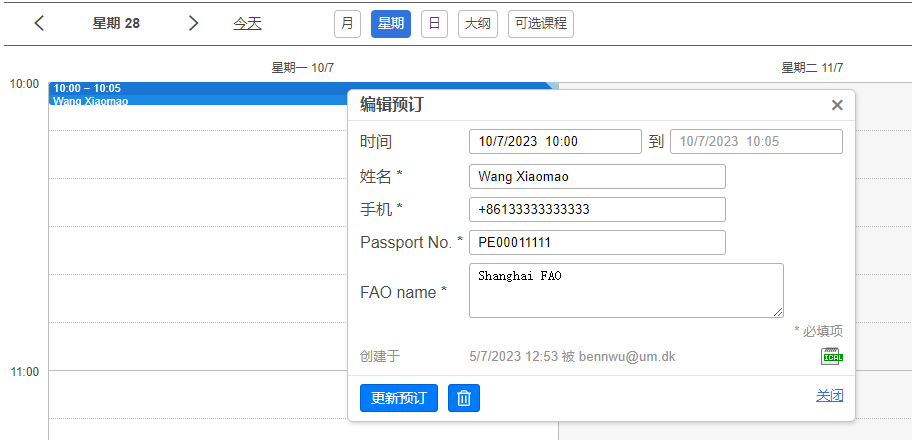 星期 28 今天 月 星期 日 大纲 可选课程
星期一 10/7 星期二 11/7
10:00
10:00 – 10:05
Wang Xiaomao
编辑预订
时间 10/7/2023 10:00 到 10/7/2023 10:05
姓名 * Wang Xiaomao
手机 * +86133333333333
Passport No. * PE00011111
FAO name * Shanghai FAO
* 必填项
创建于 5/7/2023 12:53 被 bennwu@um.dk
ICAL
11:00
更新预订 关闭